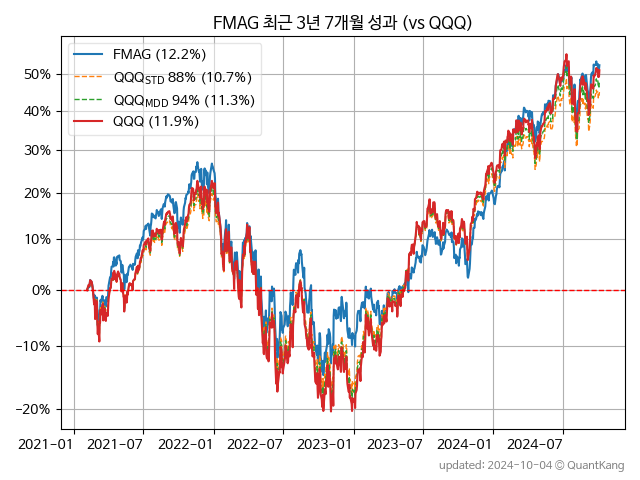 FMAG 최근 3년 7개월 성과 (vs QQQ)
FMAG (12.2%)
QQQSTD 88% (10.7%)
QQQMDD 94% (11.3%)
QQQ (11.9%)
50%
40%
30%
20%
10%
0%
−10%
−20%
2021-01 2021-07 2022-01 2022-07 2023-01 2023-07 2024-01 2024-07
updated: 2024-10-04 © QuantKang